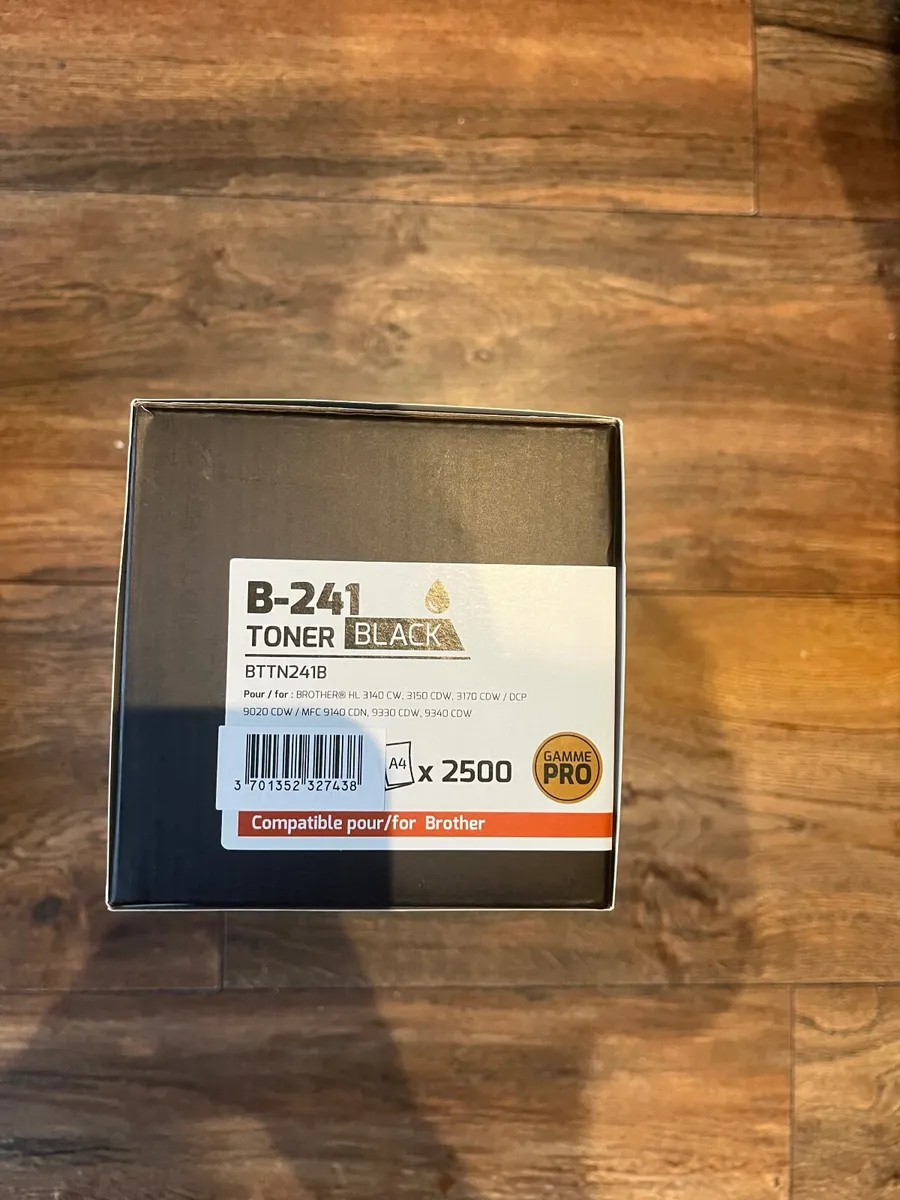 B-241
TONER BLACK
BTTN241B
Pour / for : BROTHER® HL 3140 CW, 3150 CDW, 3170 CDW / DCP
9020 CDW / MFC 9140 CDN, 9330 CDW, 9340 CDW
A4 x 2500
GAMME
PRO
3 701352 327438
Compatible pour/for Brother